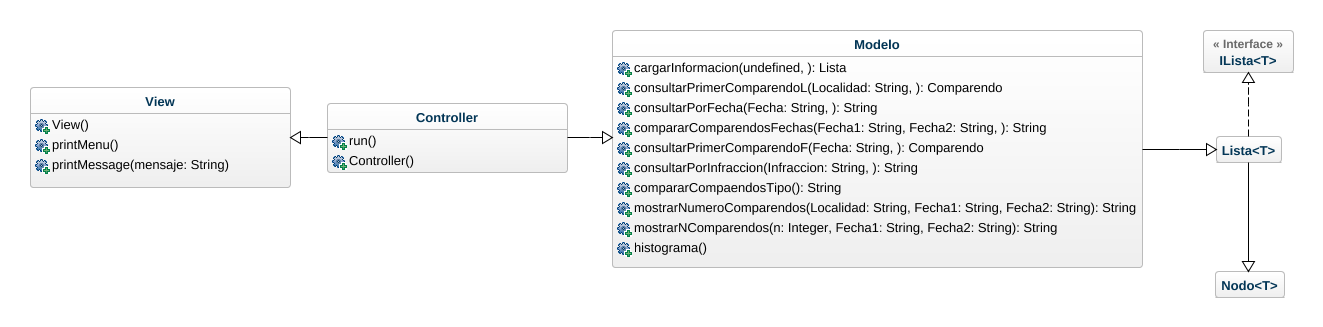 View
View()
printMenu()
printMessage(mensaje: String)
Controller
run()
Controller()
Modelo
cargarInformacion(undefined, ): Lista
consultarPrimerComparendoL(Localidad: String, ): Comparendo
consultarPorFecha(Fecha: String, ): String
compararComparendosFechas(Fecha1: String, Fecha2: String, ): String
consultarPrimerComparendoF(Fecha: String, ): Comparendo
consultarPorInfraccion(Infraccion: String, ): String
compararCompaendosTipo(): String
mostrarNumeroComparendos(Localidad: String, Fecha1: String, Fecha2: String): String
mostrarNComparendos(n: Integer, Fecha1: String, Fecha2: String): String
histograma()
« Interface »
ILista<T>
Lista<T>
Nodo<T>